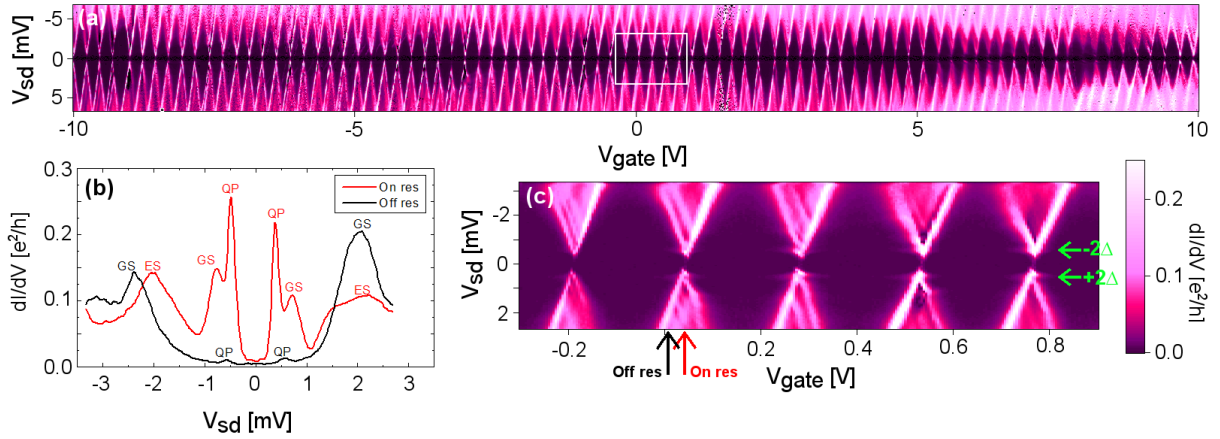 (a)
V_sd [mV]
-5
0
5
-10
-5
0
5
10
V_gate [V]
(b)
dI/dV [e²/h]
0.3
0.2
0.1
0.0
On res
Off res
QP
QP
GS
GS
ES
GS
GS
ES
QP
QP
-3
-2
-1
0
1
2
3
V_sd [mV]
(c)
V_sd [mV]
-2
0
2
-2Δ
+2Δ
-0.2
0.0
0.2
0.4
0.6
0.8
Off res
On res
V_gate [V]
0.2
0.1
0.0
dI/dV [e²/h]